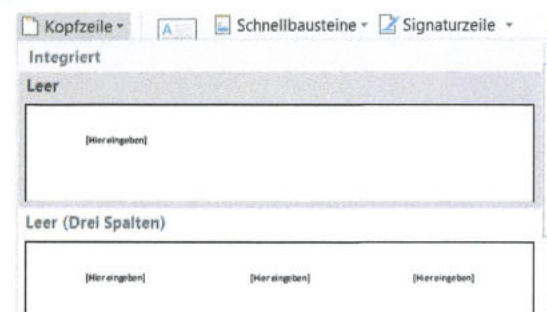 Kopfzeile A Schnellbausteine Signaturzeile
Integriert
Leer
[Hier eingeben]
Leer (Drei Spalten)
[Hier eingeben] [Hier eingeben] [Hier eingeben]